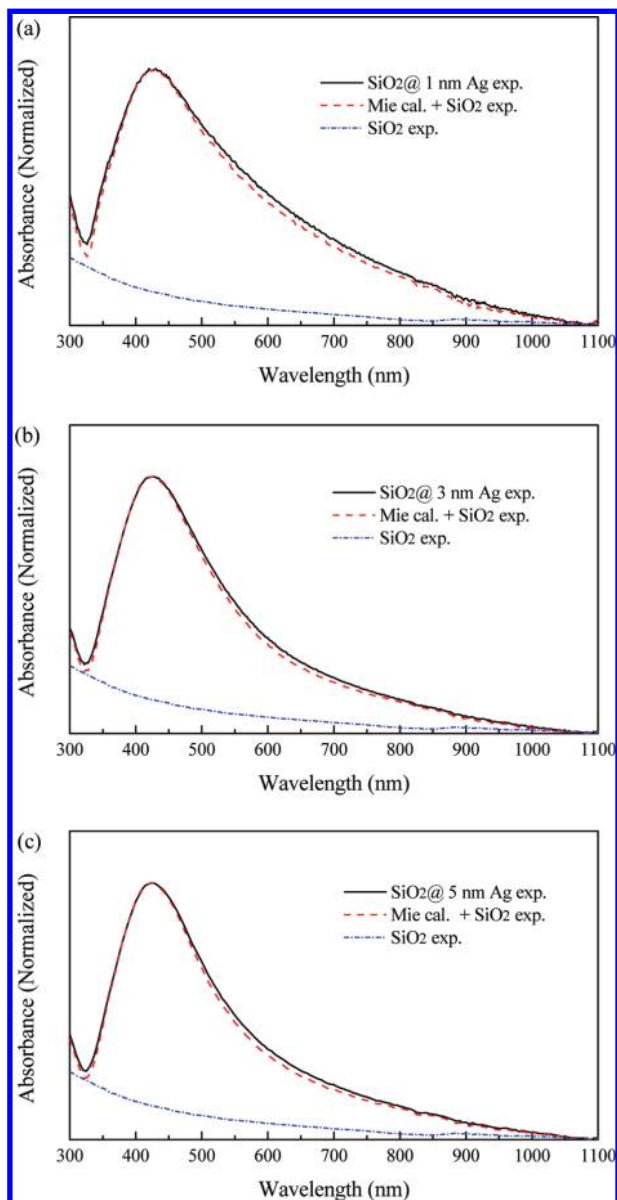 (a)
SiO2@ 1 nm Ag exp.
Mie cal. + SiO2 exp.
SiO2 exp.
Absorbance (Normalized)
300 400 500 600 700 800 900 1000 1100
Wavelength (nm)
(b)
SiO2@ 3 nm Ag exp.
Mie cal. + SiO2 exp.
SiO2 exp.
Absorbance (Normalized)
300 400 500 600 700 800 900 1000 1100
Wavelength (nm)
(c)
SiO2@ 5 nm Ag exp.
Mie cal. + SiO2 exp.
SiO2 exp.
Absorbance (Normalized)
300 400 500 600 700 800 900 1000 1100
Wavelength (nm)